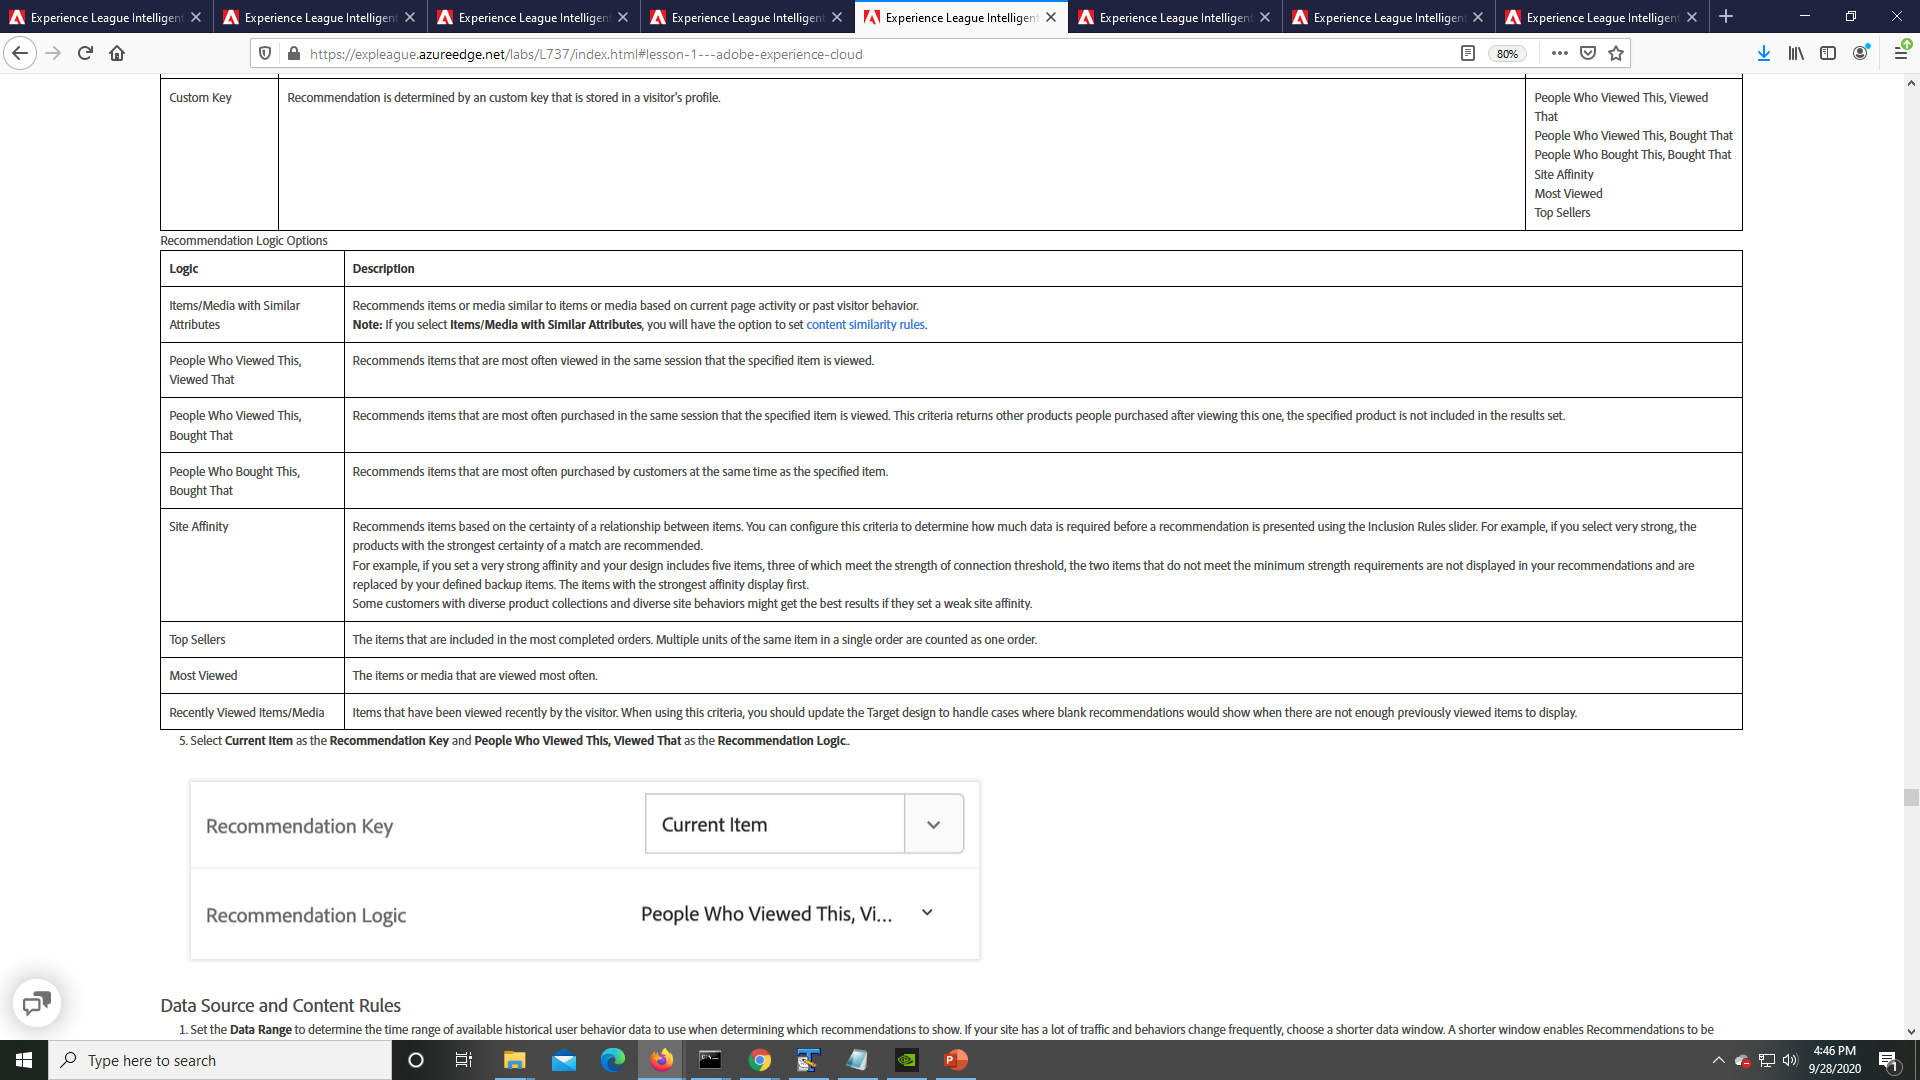 Experience League Intelligent
Experience League Intelligent
Experience League Intelligent
Experience League Intelligent
Experience League Intelligent
Experience League Intelligent
Experience League Intelligent
Experience League Intelligent
https://expleague.azureedge.net/labs/L737/index.html#lesson-1---adobe-experience-cloud
80%
Custom Key
Recommendation is determined by an custom key that is stored in a visitor's profile.
People Who Viewed This, Viewed
That
People Who Viewed This, Bought That
People Who Bought This, Bought That
Site Affinity
Most Viewed
Top Sellers
Recommendation Logic Options
Logic
Description
Items/Media with Similar
Attributes
Recommends items or media similar to items or media based on current page activity or past visitor behavior.
Note: If you select Items/Media with Similar Attributes, you will have the option to set content similarity rules.
People Who Viewed This,
Viewed That
Recommends items that are most often viewed in the same session that the specified item is viewed.
People Who Viewed This,
Bought That
Recommends items that are most often purchased in the same session that the specified item is viewed. This criteria returns other products people purchased after viewing this one, the specified product is not included in the results set.
People Who Bought This,
Bought That
Recommends items that are most often purchased by customers at the same time as the specified item.
Site Affinity
Recommends items based on the certainty of a relationship between items. You can configure this criteria to determine how much data is required before a recommendation is presented using the Inclusion Rules slider. For example, if you select very strong, the
products with the strongest certainty of a match are recommended.
For example, if you set a very strong affinity and your design includes five items, three of which meet the strength of connection threshold, the two items that do not meet the minimum strength requirements are not displayed in your recommendations and are
replaced by your defined backup items. The items with the strongest affinity display first.
Some customers with diverse product collections and diverse site behaviors might get the best results if they set a weak site affinity.
Top Sellers
The items that are included in the most completed orders. Multiple units of the same item in a single order are counted as one order.
Most Viewed
The items or media that are viewed most often.
Recently Viewed Items/Media
Items that have been viewed recently by the visitor. When using this criteria, you should update the Target design to handle cases where blank recommendations would show when there are not enough previously viewed items to display.
5. Select Current Item as the Recommendation Key and People Who Viewed This, Viewed That as the Recommendation Logic..
Recommendation Key
Current Item
Recommendation Logic
People Who Viewed This, Vi...
Data Source and Content Rules
1. Set the Data Range to determine the time range of available historical user behavior data to use when determining which recommendations to show. If your site has a lot of traffic and behaviors change frequently, choose a shorter data window. A shorter window enables Recommendations to be
Type here to search
4:46 PM
9/28/2020
1